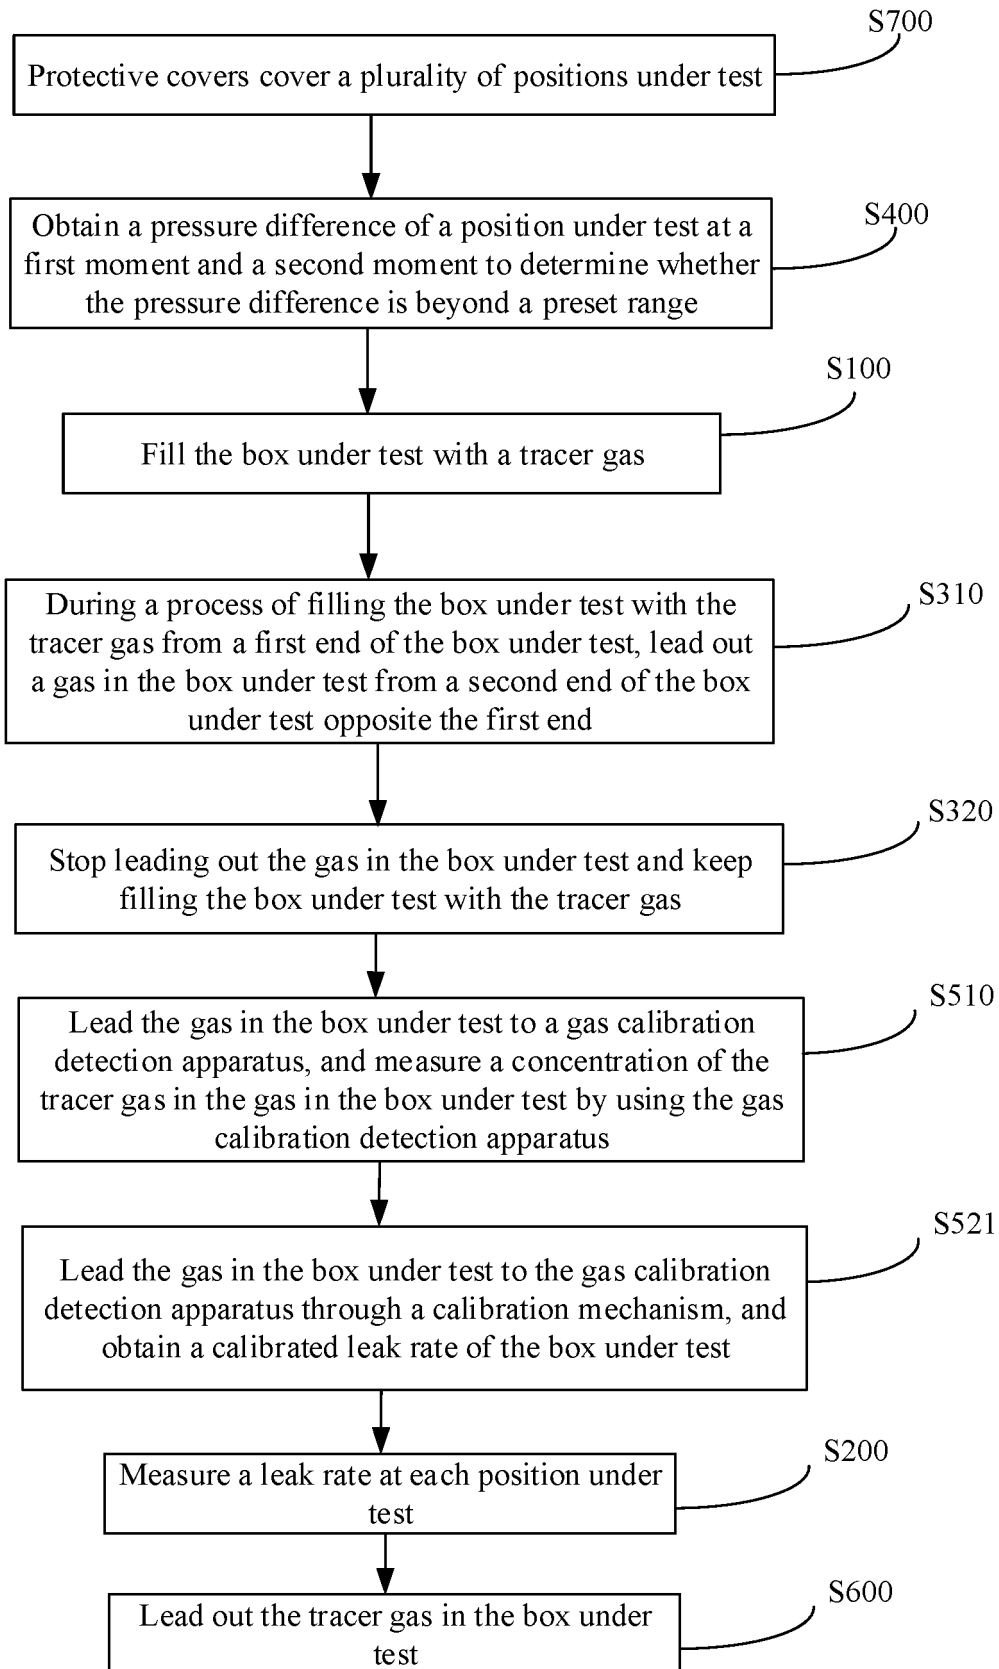 S700
Protective covers cover a plurality of positions under test
S400
Obtain a pressure difference of a position under test at a
first moment and a second moment to determine whether
the pressure difference is beyond a preset range
S100
Fill the box under test with a tracer gas
S310
During a process of filling the box under test with the
tracer gas from a first end of the box under test, lead out
a gas in the box under test from a second end of the box
under test opposite the first end
S320
Stop leading out the gas in the box under test and keep
filling the box under test with the tracer gas
S510
Lead the gas in the box under test to a gas calibration
detection apparatus, and measure a concentration of the
tracer gas in the gas in the box under test by using the gas
calibration detection apparatus
S521
Lead the gas in the box under test to the gas calibration
detection apparatus through a calibration mechanism, and
obtain a calibrated leak rate of the box under test
S200
Measure a leak rate at each position under
test
S600
Lead out the tracer gas in the box under
test